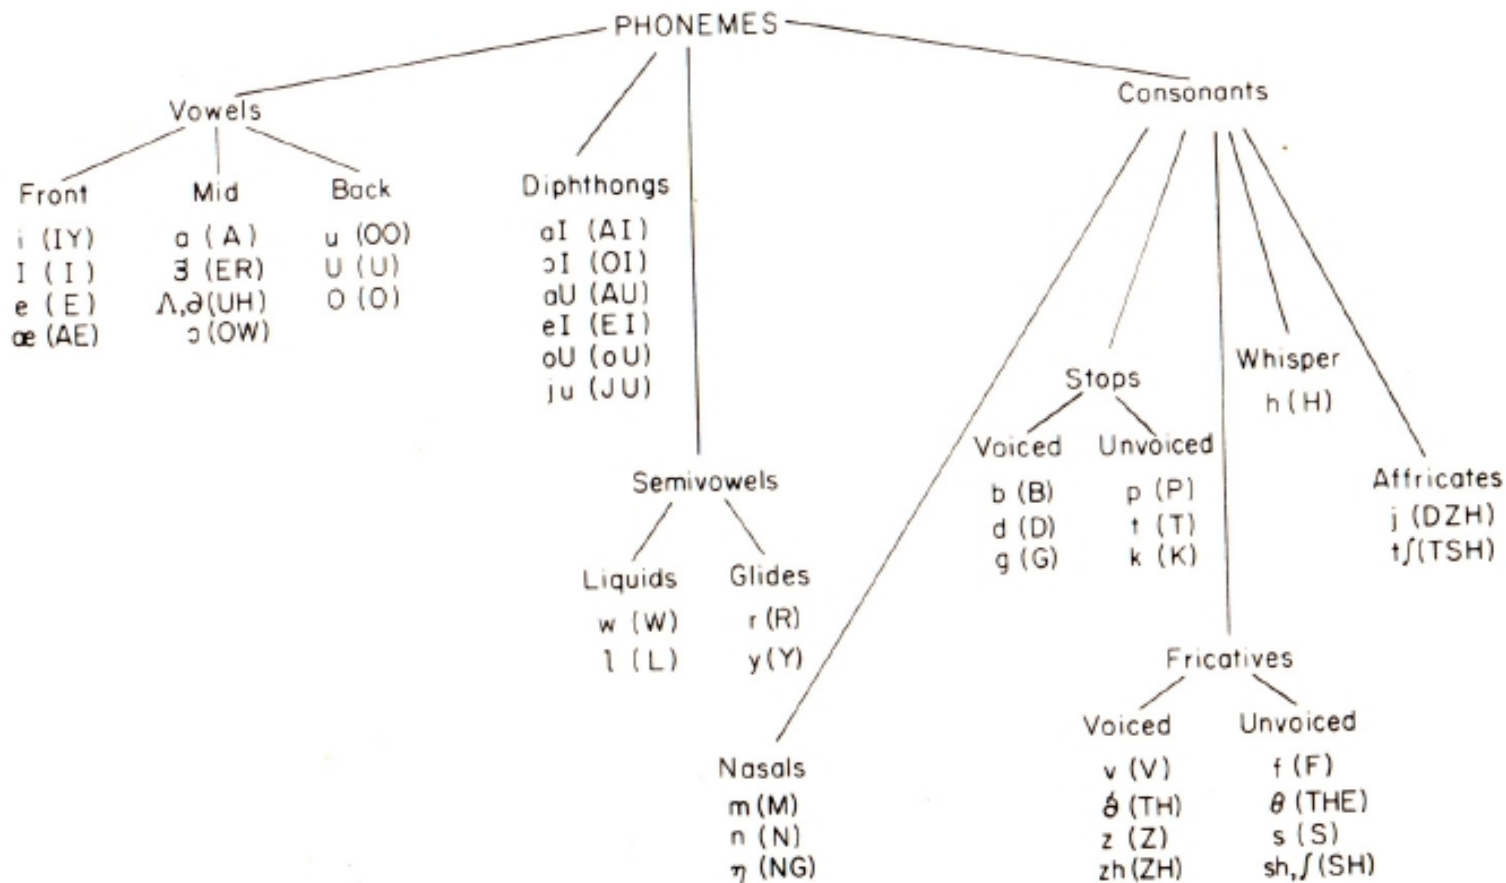 PHONEMES
Vowels
Front
i (IY)
I (I)
e (E)
æ (AE)
Mid
a (A)
ɝ (ER)
Λ,ə(UH)
ɔ (OW)
Back
u (OO)
U (U)
O (O)
Diphthongs
aI (AI)
ɔI (OI)
aU (AU)
eI (EI)
oU (oU)
ju (JU)
Semivowels
Liquids
w (W)
l (L)
Glides
r (R)
y (Y)
Consonants
Nasals
m (M)
n (N)
η (NG)
Stops
Voiced
b (B)
d (D)
g (G)
Unvoiced
p (P)
t (T)
k (K)
Fricatives
Voiced
v (V)
(TH)
z (Z)
zh (ZH)
Unvoiced
f (F)
θ (THE)
s (S)
sh,ʃ (SH)
Whisper
h (H)
Affricates
j (DZH)
tʃ (TSH)